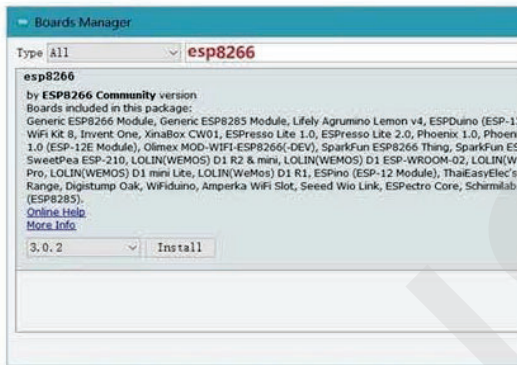 Boards Manager
Type All esp8266
esp8266
by ESP8266 Community version
Boards included in this package:
Generic ESP8266 Module, Generic ESP8285 Module, Lifely Agrumino Lemon v4, ESPDuino (ESP-1
WiFi Kit 8, Invent One, XinaBox CW01, ESPresso Lite 1.0, ESPresso Lite 2.0, Phoenix 1.0, Phoen
1.0 (ESP-12E Module), Olimex MOD-WIFI-ESP8266(-DEV), SparkFun ESP8266 Thing, SparkFun ES
SweetPea ESP-210, LOLIN(WEMOS) D1 R2 & mini, LOLIN(WEMOS) D1 ESP-WROOM-02, LOLIN(W
Pro, LOLIN(WEMOS) D1 mini Lite, LOLIN(WeMos) D1 R1, ESPino (ESP-12 Module), ThaiEasyElec's
Range, Digistump Oak, WiFiduino, Amperka WiFi Slot, Seeed Wio Link, ESPectro Core, Schirmilab
(ESP8285).
Online Help
More Info
3.0.2 Install